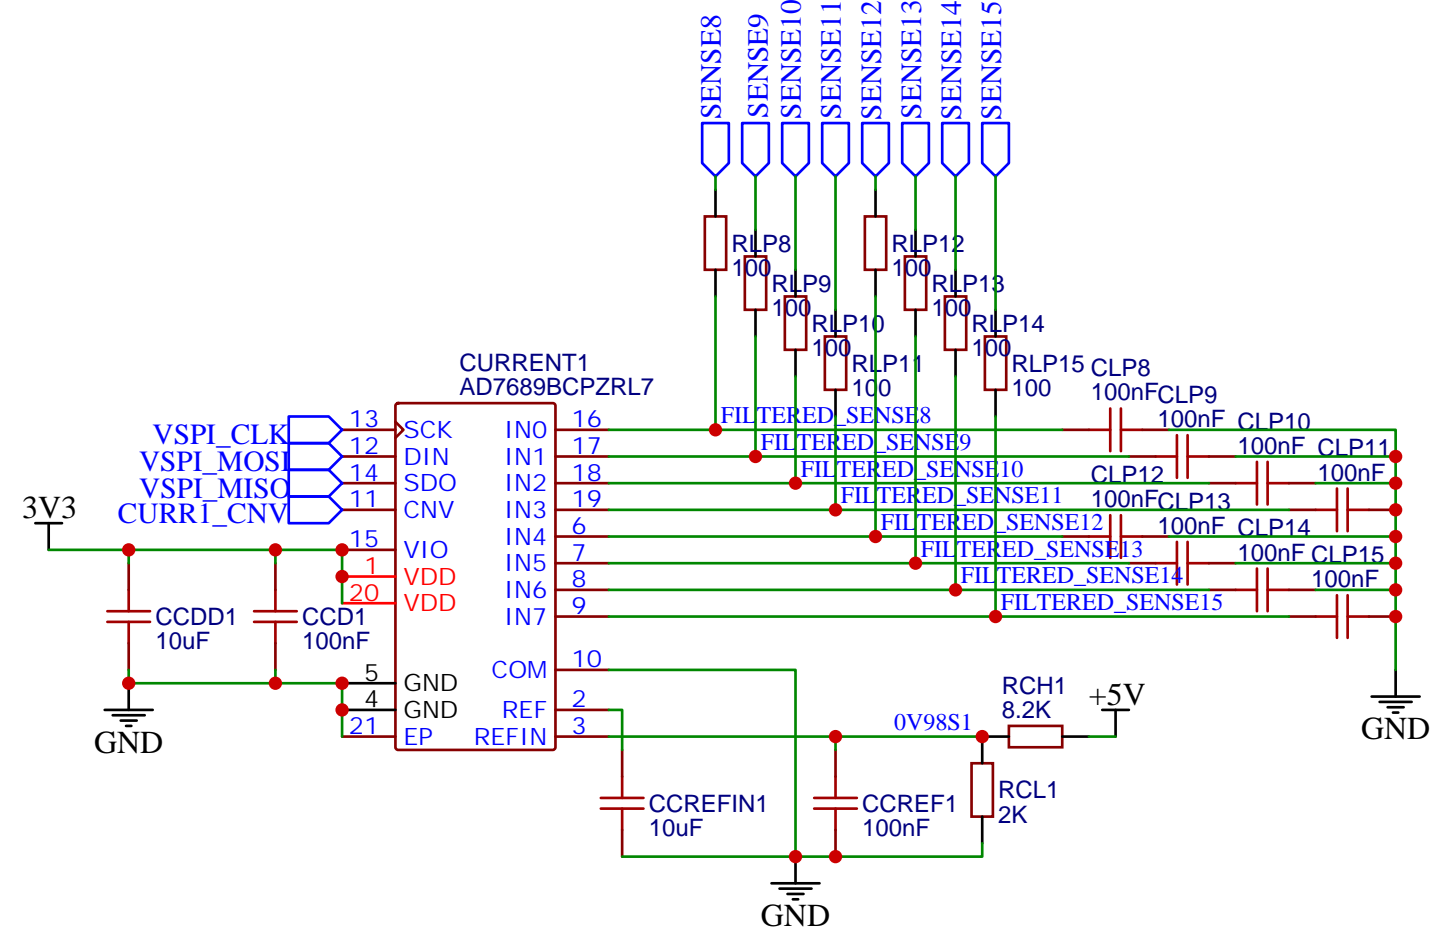 SENSE8
SENSE9
SENSE10
SENSE11
SENSE12
SENSE13
SENSE14
SENSE15
RLP8
100
RLP9
100
RLP10
100
RLP11
100
RLP12
100
RLP13
100
RLP14
100
RLP15
100
CURRENT1
AD7689BCPZRL7
CLP8
100nF
CLP9
100nF
CLP10
100nF
CLP11
100nF
CLP12
100nF
CLP13
100nF
CLP14
100nF
CLP15
100nF
VSPI_CLK
VSPI_MOSI
VSPI_MISO
CURR1_CNV
3V3
13 SCK
12 DIN
14 SDO
11 CNV
15 VIO
1 VDD
20 VDD
5 GND
4 GND
21 EP
IN0 16
IN1 17
IN2 18
IN3 19
IN4 6
IN5 7
IN6 8
IN7 9
COM 10
REF 2
REFIN 3
FILTERED_SENSE8
FILTERED_SENSE9
FILTERED_SENSE10
FILTERED_SENSE11
FILTERED_SENSE12
FILTERED_SENSE13
FILTERED_SENSE14
FILTERED_SENSE15
CCDD1
10uF
CCD1
100nF
GND
0V98S1
RCH1
8.2K
+5V
GND
CCREFIN1
10uF
CCREF1
100nF
RCL1
2K
GND